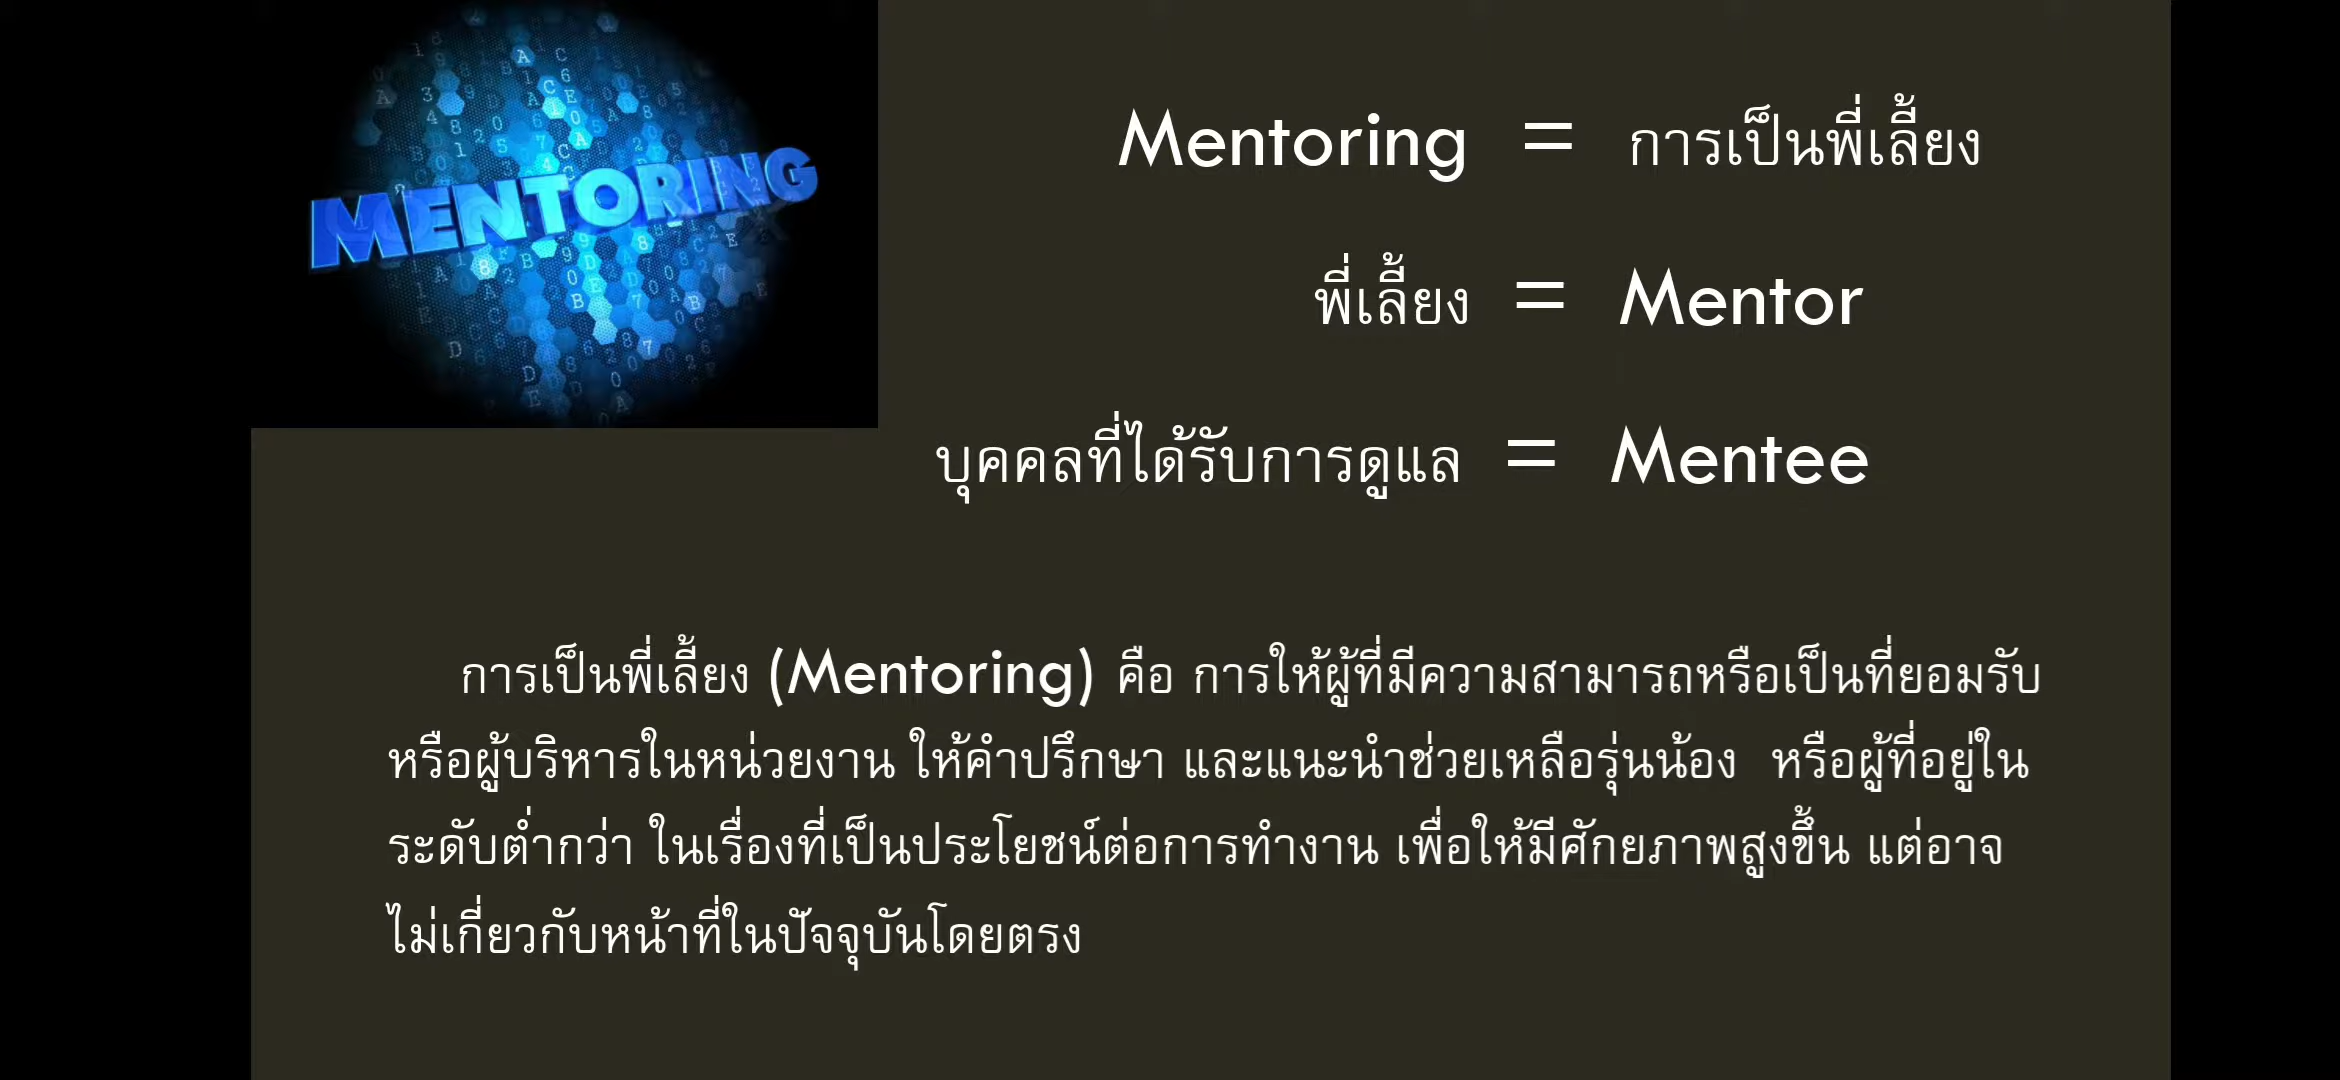 MENTORING
Mentoring = การเป็นพี่เลี้ยง
พี่เลี้ยง = Mentor
บุคคลที่ได้รับการดูแล = Mentee
การเป็นพี่เลี้ยง (Mentoring) คือ การให้ผู้ที่มีความสามารถหรือเป็นที่ยอมรับ
หรือผู้บริหารในหน่วยงาน ให้คำปรึกษา และแนะนำช่วยเหลือรุ่นน้อง หรือผู้ที่อยู่ใน
ระดับต่ำกว่า ในเรื่องที่เป็นประโยชน์ต่อการทำงาน เพื่อให้มีศักยภาพสูงขึ้น แต่อาจ
ไม่เกี่ยวกับหน้าที่ในปัจจุบันโดยตรง